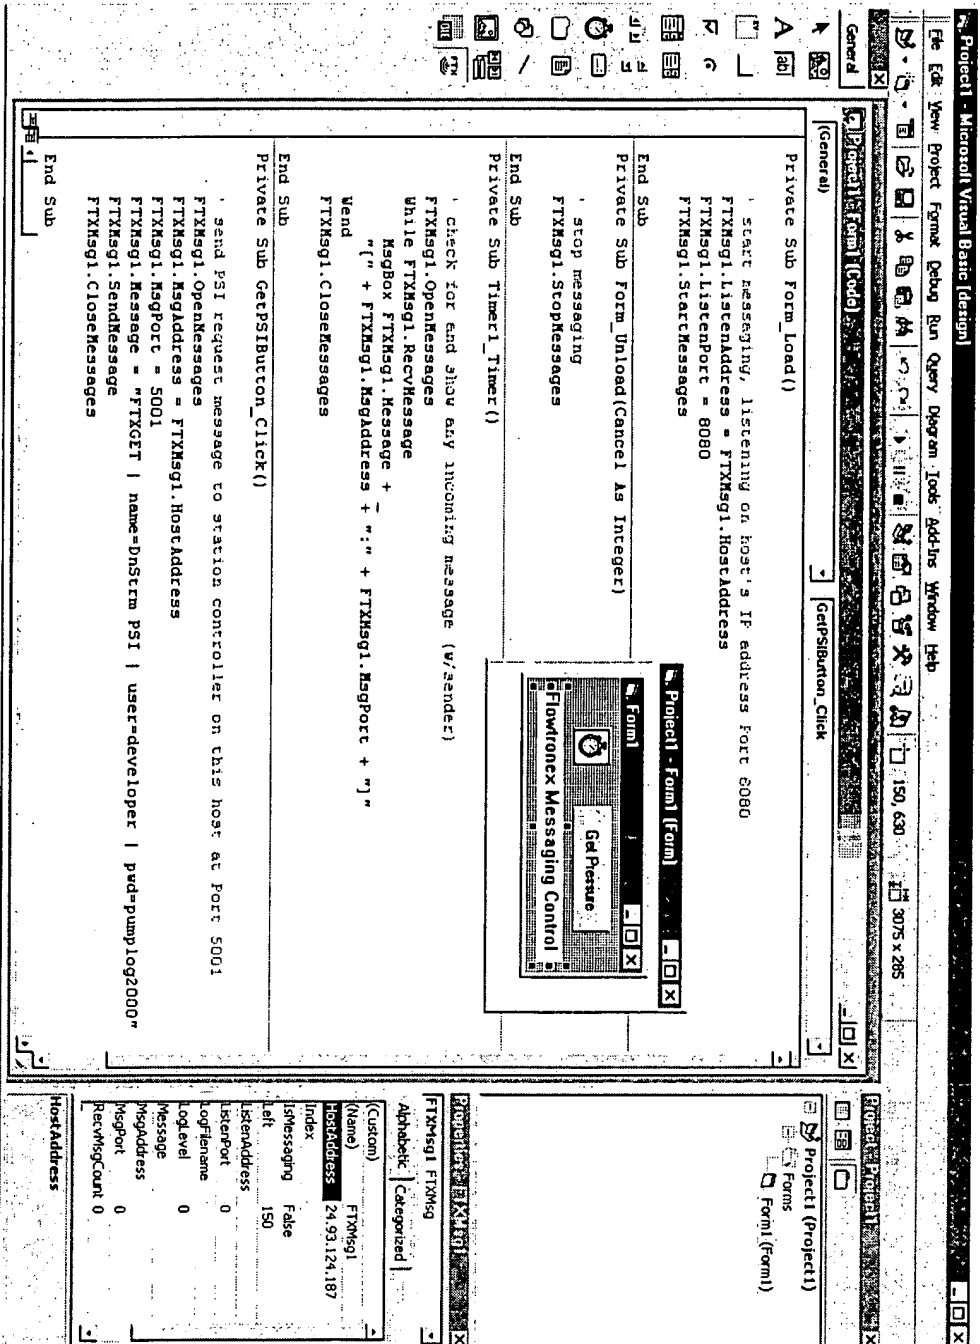 Project1 - Microsoft Visual Basic [design]
File Edit View Project Format Debug Run Query Diagram Tools Add-Ins Window Help
150, 630 3075 x 285
General
Project1 - Form1 (Code)
(General) GetPSIButton_Click
Private Sub Form_Load()
' start messaging, listening on host's IP address Port 8080
FTXMsg1.ListenAddress = FTXMsg1.HostAddress
FTXMsg1.ListenPort = 8080
FTXMsg1.StartMessages
End Sub
Private Sub Form_Unload(Cancel As Integer)
' stop messaging
FTXMsg1.StopMessages
End Sub
Private Sub Timer1_Timer()
' check for and show any incoming message (w/sender)
FTXMsg1.OpenMessages
While FTXMsg1.RecvMessage
MsgBox FTXMsg1.Message + _
"[" + FTXMsg1.MsgAddress + ":" + FTXMsg1.MsgPort + "]"
Wend
FTXMsg1.CloseMessages
End Sub
Private Sub GetPSIButton_Click()
' send PSI request message to station controller on this host at Port 5001
FTXMsg1.OpenMessages
FTXMsg1.MsgAddress = FTXMsg1.HostAddress
FTXMsg1.MsgPort = 5001
FTXMsg1.Message = "FTXGET | name=DnStrm PSI | user=developer | pwd=pumplog2000"
FTXMsg1.SendMessage
FTXMsg1.CloseMessages
End Sub
Project1 - Form1 (Form)
Form1
Get Pressure
Flowtronex Messaging Control
Project - Project1
Project1 (Project1)
Forms
Form1 (Form1)
Properties - FTXMsg1
FTXMsg1 FTXMsg
Alphabetic Categorized
(Custom)
(Name) FTXMsg1
HostAddress 24.93.124.187
Index
IsMessaging False
Left 150
ListenAddress
ListenPort 0
LogFilename
LogLevel 0
Message
MsgAddress
MsgPort 0
RecvMsgCount 0
HostAddress